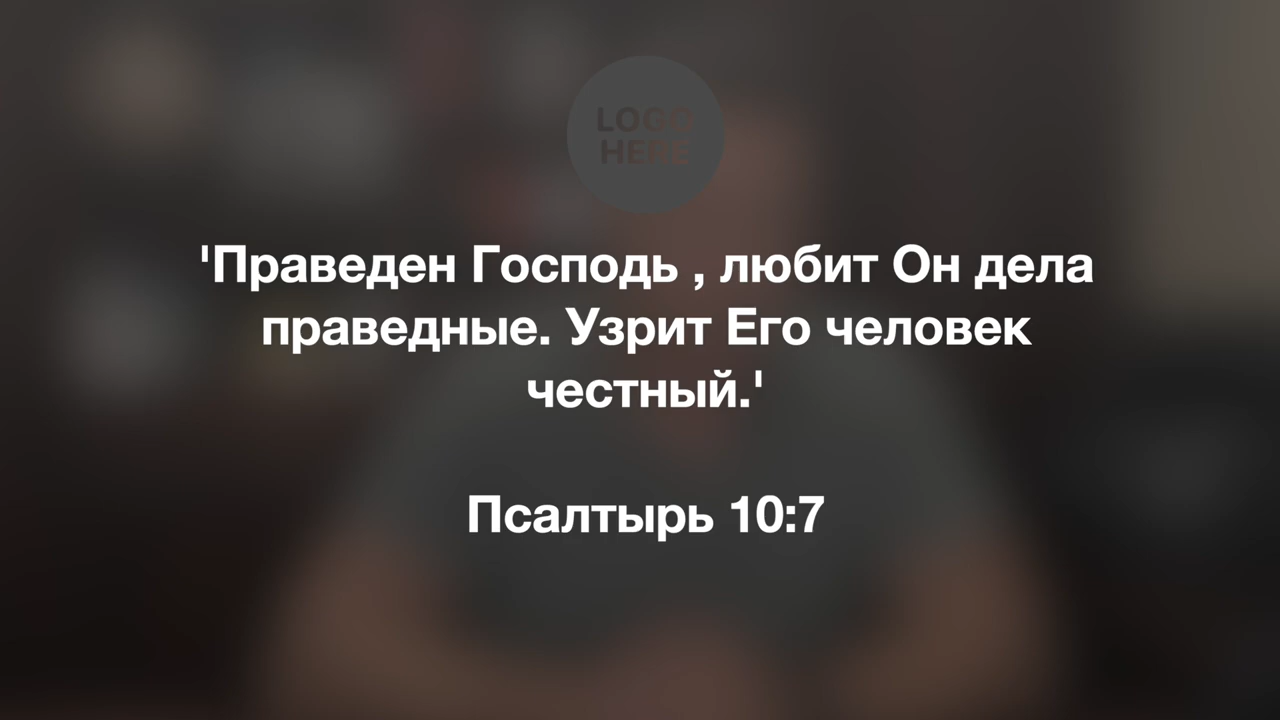 LOGO
HERE
'Праведен Господь , любит Он дела
праведные. Узрит Его человек
честный.'
Псалтырь 10:7